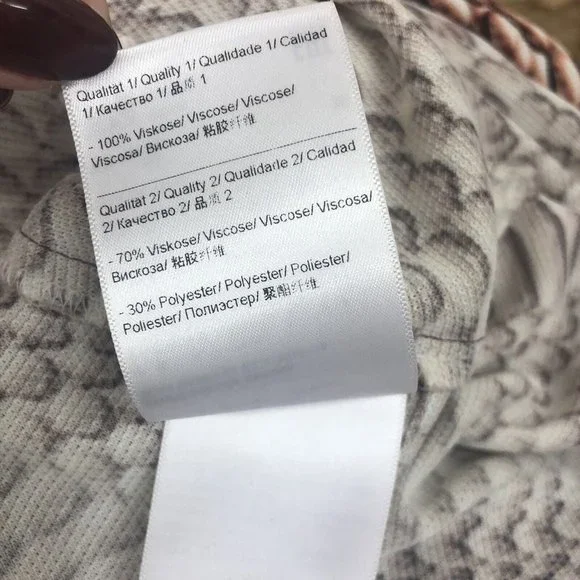 Qualität 1/ Quality 1/ Qualidade 1/ Calidad
1/ Качество 1/ 品质 1
- 100% Viskose/ Viscose/ Viscose/
Viscosa/ Вискоза/ 粘胶纤维
Qualität 2/ Quality 2/ Qualidade 2/ Calidad
2/ Качество 2/ 品质 2
- 70% Viskose/ Viscose/ Viscose/ Viscosa/
Вискоза/ 粘胶纤维
- 30% Polyester/ Polyester/ Poliester/
Poliester/ Полиэстер/ 聚酯纤维